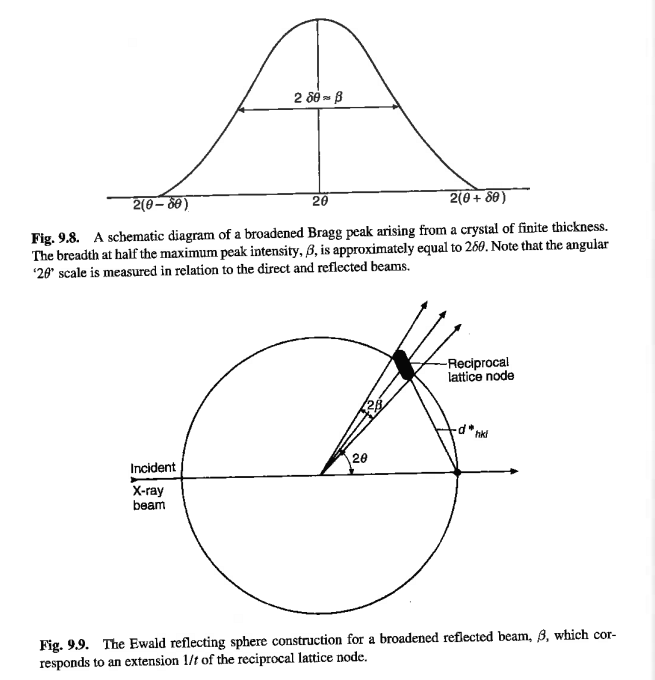 2 δθ ≈ β
2(θ – δθ)
2θ
2(θ + δθ)
Fig. 9.8. A schematic diagram of a broadened Bragg peak arising from a crystal of finite thickness.
The breadth at half the maximum peak intensity, β, is approximately equal to 2δθ. Note that the angular
‘2θ’ scale is measured in relation to the direct and reflected beams.
Reciprocal
lattice node
2β
d*hkl
2θ
Incident
X-ray
beam
Fig. 9.9. The Ewald reflecting sphere construction for a broadened reflected beam, β, which cor-
responds to an extension 1/t of the reciprocal lattice node.